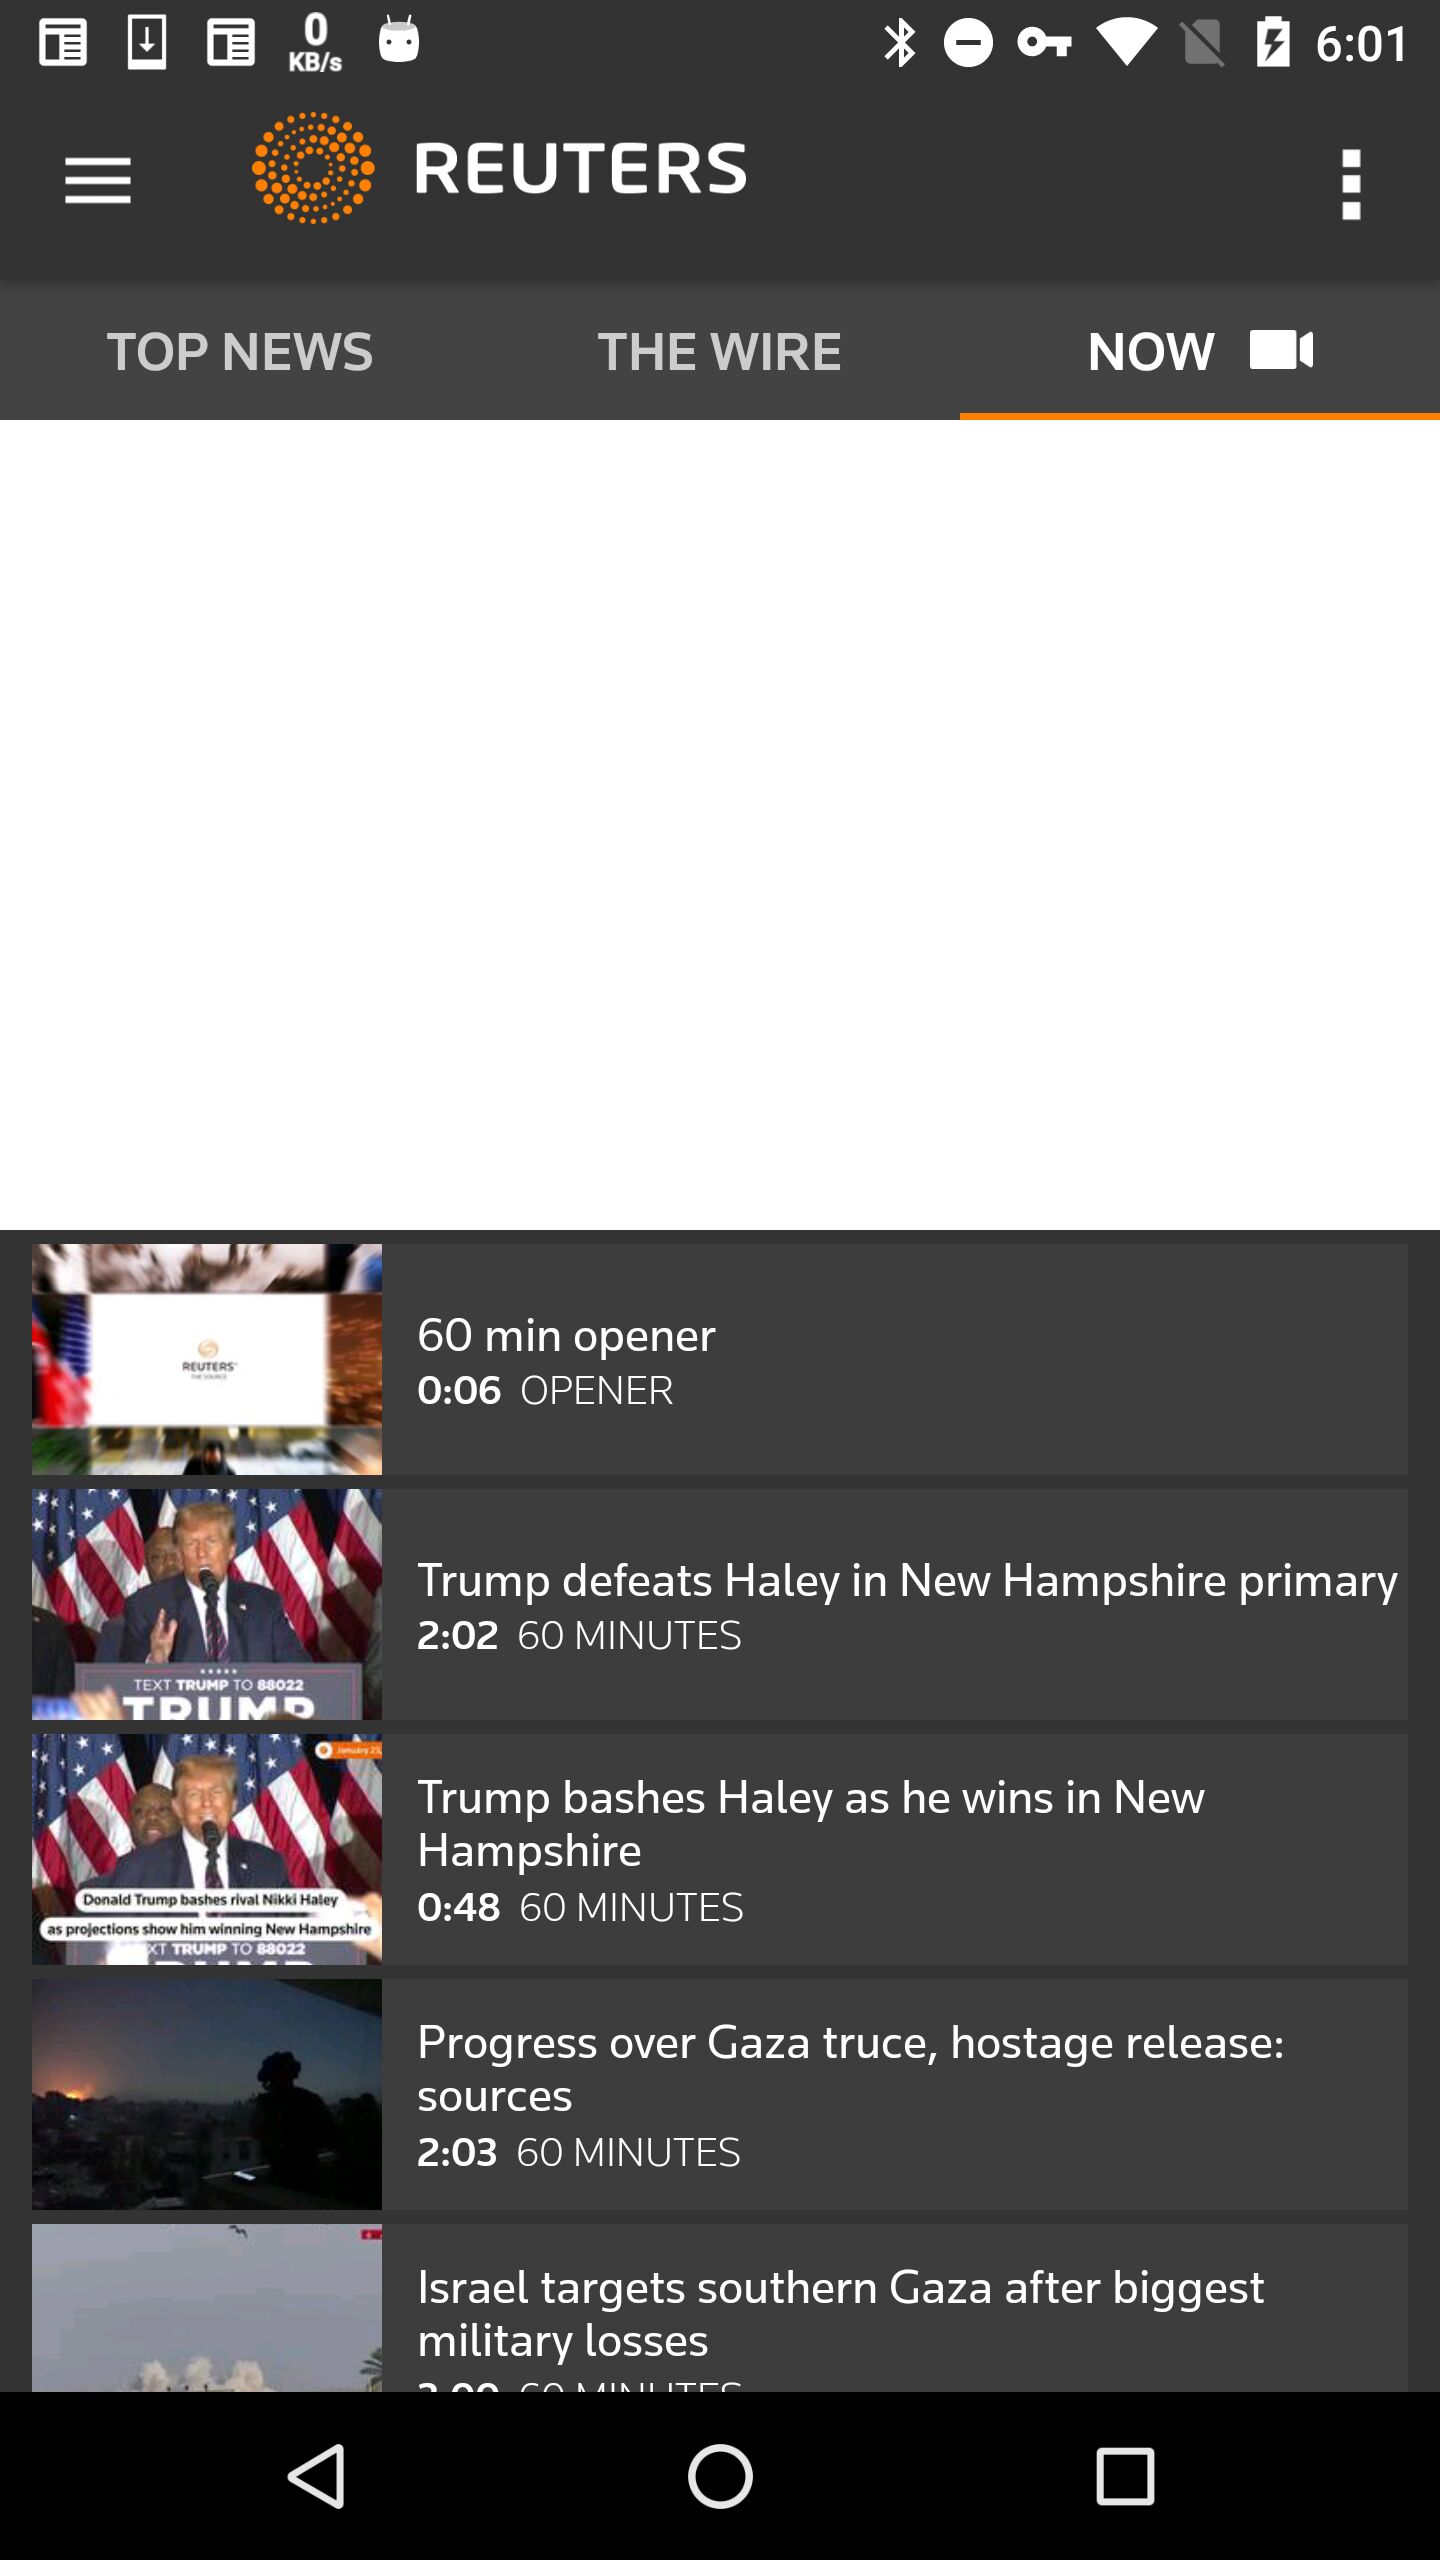 0
KB/s
6:01
REUTERS
TOP NEWS
THE WIRE
NOW
REUTERS
60 min opener
0:06 OPENER
TEXT TRUMP TO 88022
TRUMP
Trump defeats Haley in New Hampshire primary
2:02 60 MINUTES
January 23,
Donald Trump bashes rival Nikki Haley
as projections show him winning New Hampshire
TEXT TRUMP TO 88022
Trump bashes Haley as he wins in New
Hampshire
0:48 60 MINUTES
Progress over Gaza truce, hostage release:
sources
2:03 60 MINUTES
Israel targets southern Gaza after biggest
military losses
60 MINUTES